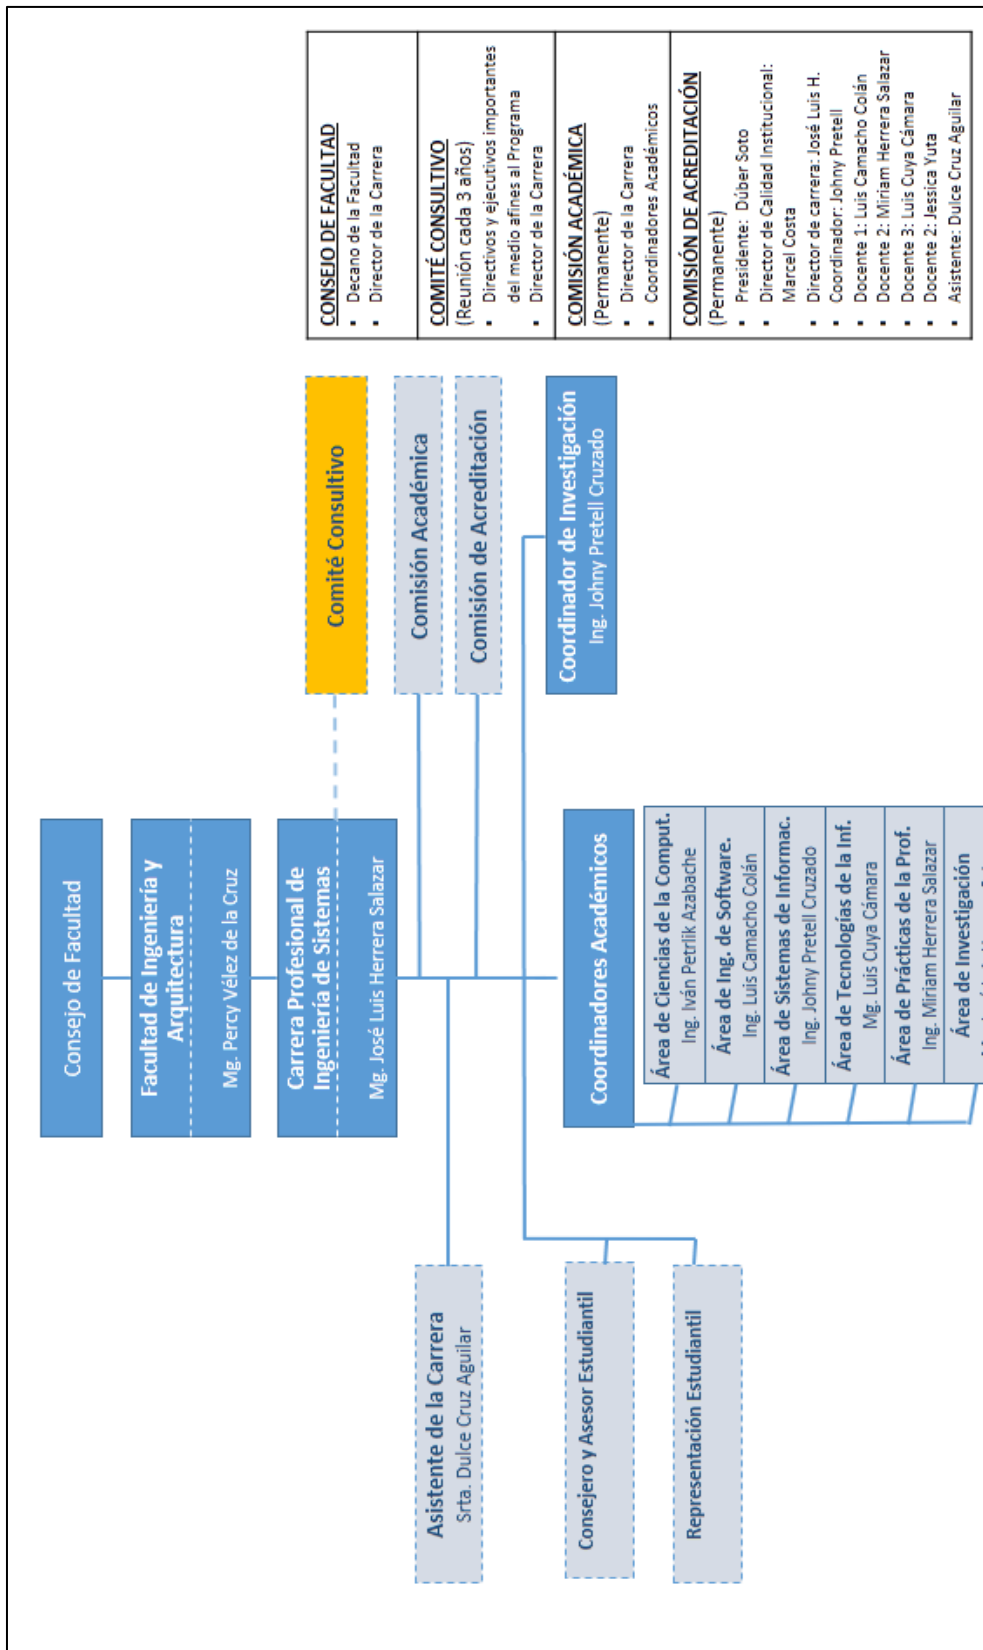 Consejo de Facultad
Facultad de Ingeniería y
Arquitectura
Mg. Percy Vélez de la Cruz
Carrera Profesional de
Ingeniería de Sistemas
Mg. José Luis Herrera Salazar
Comité Consultivo
Comisión Académica
Comisión de Acreditación
Asistente de la Carrera
Srta. Dulce Cruz Aguilar
Consejero y Asesor Estudiantil
Representación Estudiantil
Coordinadores Académicos
Área de Ciencias de la Comput.
Ing. Iván Petrlik Azabache
Área de Ing. de Software.
Ing. Luis Camacho Colán
Área de Sistemas de Informac.
Ing. Johny Pretell Cruzado
Área de Tecnologías de la Inf.
Mg. Luis Cuya Cámara
Área de Prácticas de la Prof.
Ing. Miriam Herrera Salazar
Área de Investigación
Coordinador de Investigación
Ing. Johny Pretell Cruzado
CONSEJO DE FACULTAD
▪ Decano de la Facultad
▪ Director de la Carrera
COMITÉ CONSULTIVO
(Reunión cada 3 años)
▪ Directivos y ejecutivos importantes
del medio afines al Programa
▪ Director de la Carrera
COMISIÓN ACADÉMICA
(Permanente)
▪ Director de la Carrera
▪ Coordinadores Académicos
COMISIÓN DE ACREDITACIÓN
(Permanente)
▪ Presidente: Dúber Soto
▪ Director de Calidad Institucional:
Marcel Costa
▪ Director de carrera: José Luis H.
▪ Coordinador: Johny Pretell
▪ Docente 1: Luis Camacho Colán
▪ Docente 2: Miriam Herrera Salazar
▪ Docente 3: Luis Cuya Cámara
▪ Docente 2: Jessica Yuta
▪ Asistente: Dulce Cruz Aguilar